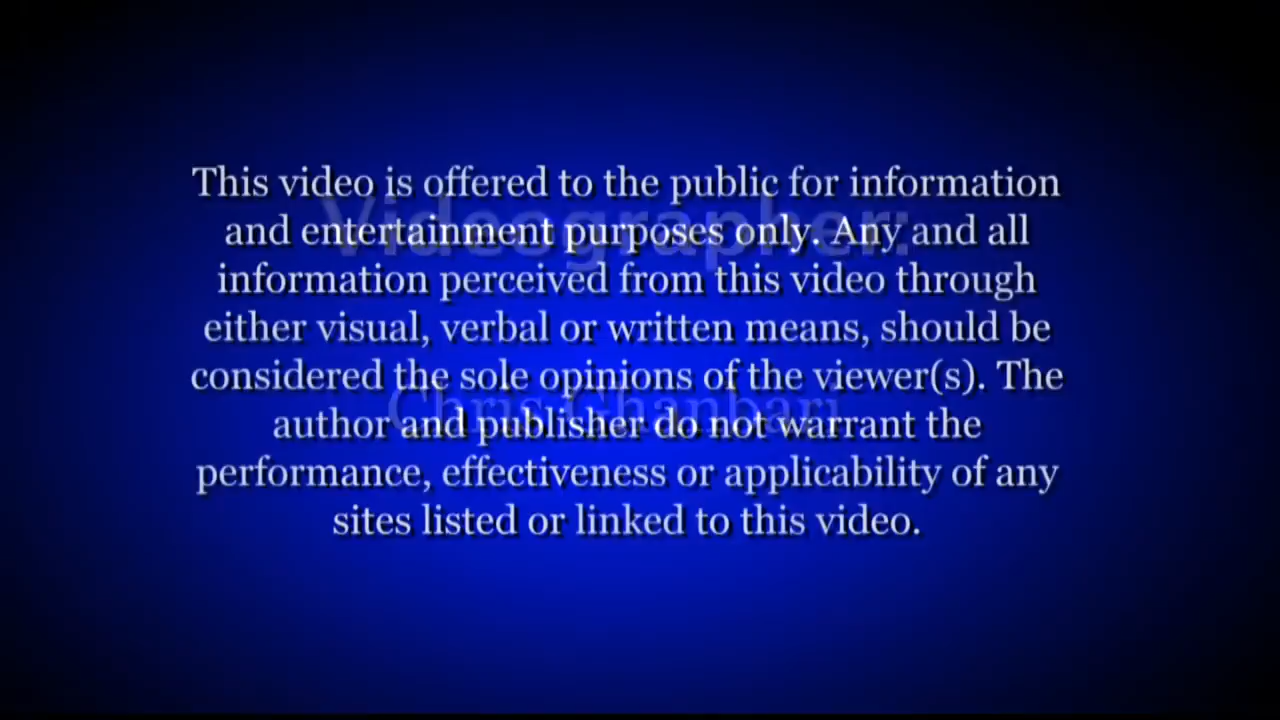 This video is offered to the public for information
Videographer:
and entertainment purposes only. Any and all
information perceived from this video through
either visual, verbal or written means, should be
considered the sole opinions of the viewer(s). The
Chris Ghanbari
author and publisher do not warrant the
performance, effectiveness or applicability of any
sites listed or linked to this video.